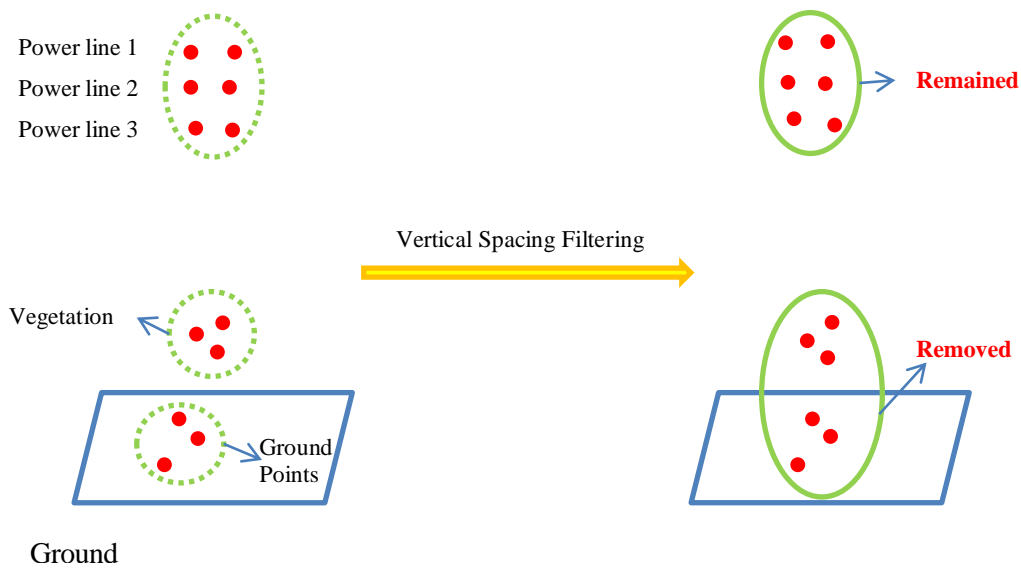 Power line 1
Power line 2
Power line 3
Remained
Vertical Spacing Filtering
Vegetation
Removed
Ground
Points
Ground